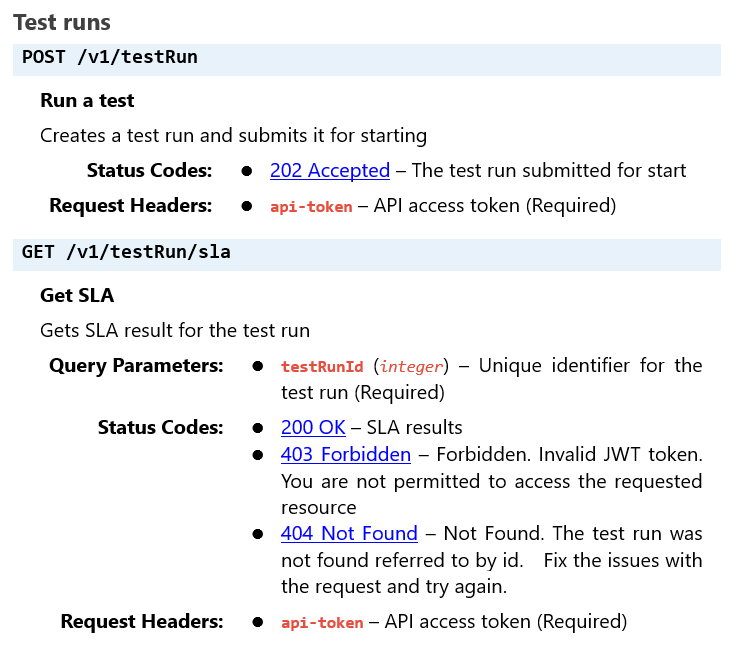 Test runs
POST /v1/testRun
Run a test
Creates a test run and submits it for starting
Status Codes: ● 202 Accepted – The test run submitted for start
Request Headers: ● api-token – API access token (Required)
GET /v1/testRun/sla
Get SLA
Gets SLA result for the test run
Query Parameters: ● testRunId (integer) – Unique identifier for the
test run (Required)
Status Codes: ● 200 OK – SLA results
● 403 Forbidden – Forbidden. Invalid JWT token.
You are not permitted to access the requested
resource
● 404 Not Found – Not Found. The test run was
not found referred to by id. Fix the issues with
the request and try again.
Request Headers: ● api-token – API access token (Required)